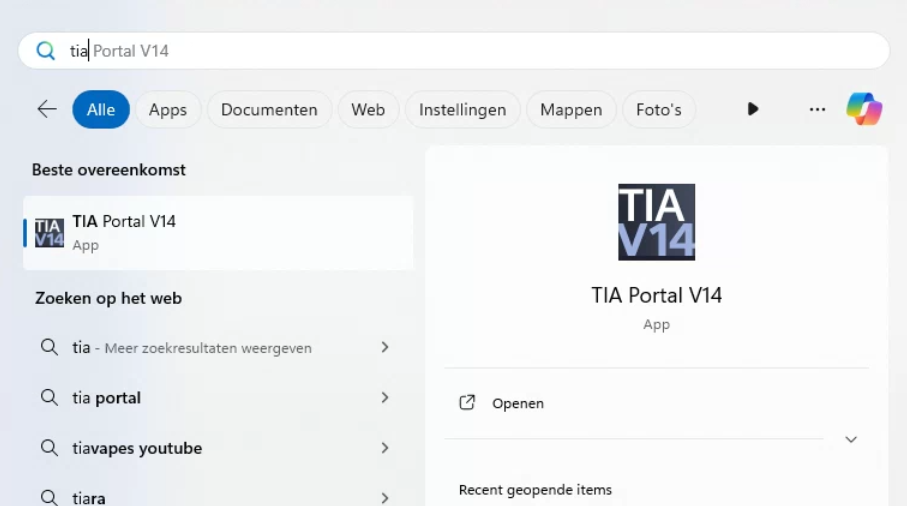 tia Portal V14
Alle Apps Documenten Web Instellingen Mappen Foto's
Beste overeenkomst
TIA V14
TIA Portal V14
App
Zoeken op het web
tia - Meer zoekresultaten weergeven
tia portal
tiavapes youtube
tiara
TIA
V14
TIA Portal V14
App
Openen
Recent geopende items